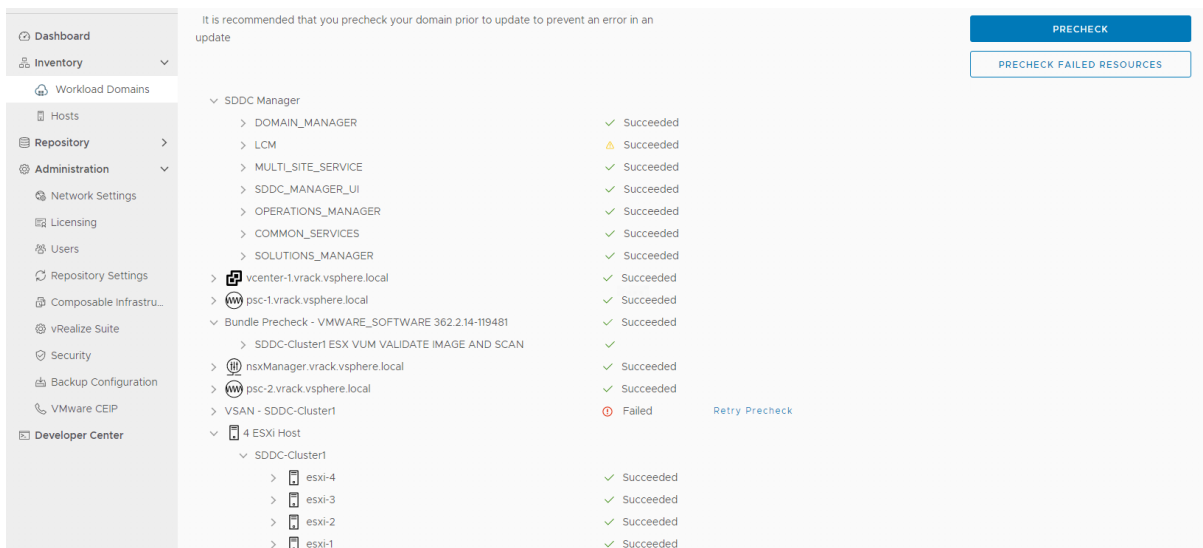 It is recommended that you precheck your domain prior to update to prevent an error in an
update
PRECHECK
PRECHECK FAILED RESOURCES
Dashboard
Inventory
Workload Domains
Hosts
Repository
Administration
Network Settings
Licensing
Users
Repository Settings
Composable Infrastru...
vRealize Suite
Security
Backup Configuration
VMware CEIP
Developer Center
SDDC Manager
DOMAIN_MANAGER Succeeded
LCM Succeeded
MULTI_SITE_SERVICE Succeeded
SDDC_MANAGER_UI Succeeded
OPERATIONS_MANAGER Succeeded
COMMON_SERVICES Succeeded
SOLUTIONS_MANAGER Succeeded
vcenter-1.vrack.vsphere.local Succeeded
psc-1.vrack.vsphere.local Succeeded
Bundle Precheck - VMWARE_SOFTWARE 362.2.14-119481 Succeeded
SDDC-Cluster1 ESX VUM VALIDATE IMAGE AND SCAN
nsxManager.vrack.vsphere.local Succeeded
psc-2.vrack.vsphere.local Succeeded
VSAN - SDDC-Cluster1 Failed Retry Precheck
4 ESXi Host
SDDC-Cluster1
esxi-4 Succeeded
esxi-3 Succeeded
esxi-2 Succeeded
esxi-1 Succeeded